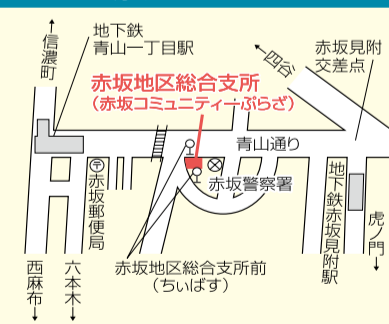 信濃町
地下鉄
青山一丁目駅
四谷
赤坂見附
交差点
赤坂地区総合支所
（赤坂コミュニティーぷらざ）
青山通り
〒
赤坂郵便局
赤坂警察署
地下鉄赤坂見附駅
虎ノ門
西麻布
六本木
赤坂地区総合支所前
（ちぃばす）